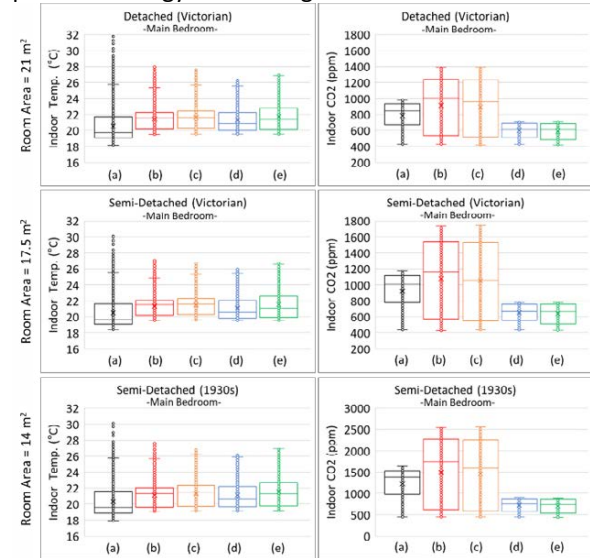 Detached (Victorian)
-Main Bedroom-
Room Area = 21 m²
Indoor Temp. (°C)
32
30
28
26
24
22
20
18
16
(a) (b) (c) (d) (e)
Detached (Victorian)
-Main Bedroom-
Indoor CO2 (ppm)
1800
1600
1400
1200
1000
800
600
400
200
(a) (b) (c) (d) (e)
Semi-Detached (Victorian)
-Main Bedroom-
Room Area = 17.5 m²
Indoor Temp. (°C)
32
30
28
26
24
22
20
18
16
(a) (b) (c) (d) (e)
Semi-Detached (Victorian)
-Main Bedroom-
Indoor CO2 (ppm)
1800
1600
1400
1200
1000
800
600
400
200
(a) (b) (c) (d) (e)
Semi-Detached (1930s)
-Main Bedroom-
Room Area = 14 m²
Indoor Temp. (°C)
32
30
28
26
24
22
20
18
16
(a) (b) (c) (d) (e)
Semi-Detached (1930s)
-Main Bedroom-
Indoor CO2 (ppm)
3000
2500
2000
1500
1000
500
0
(a) (b) (c) (d) (e)